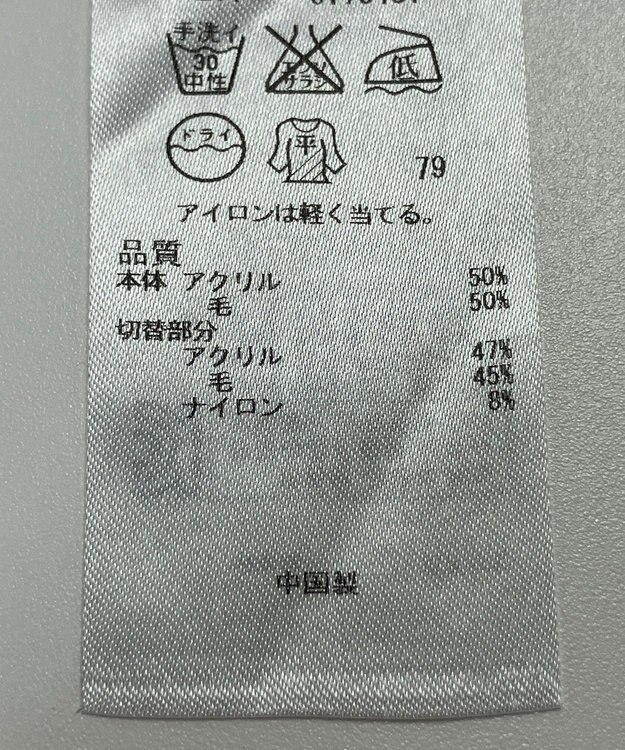 手洗イ
30
中性
エンソ
サラシ
低
ドライ
平
79
アイロンは軽く当てる。
品質
本体 アクリル 50%
毛 50%
切替部分
アクリル 47%
毛 45%
ナイロン 8%
中国製